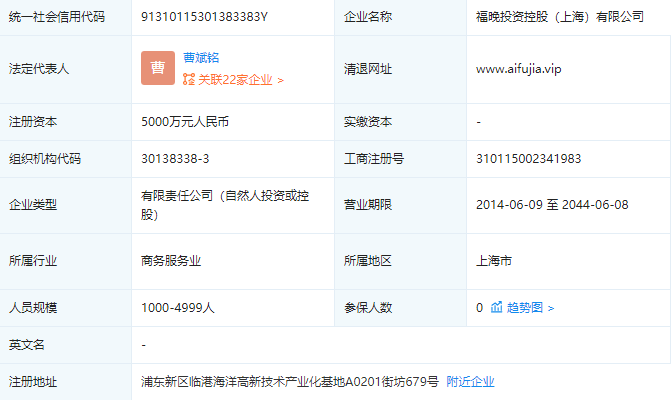 统一社会信用代码 91310115301383383Y 企业名称 福晚投资控股（上海）有限公司
法定代表人 曹 曹斌铭 清退网址 www.aifujia.vip
关联22家企业 >
注册资本 5000万元人民币 实缴资本 -
组织机构代码 30138338-3 工商注册号 310115002341983
企业类型 有限责任公司（自然人投资或控 营业期限 2014-06-09 至 2044-06-08
股）
所属行业 商务服务业 所属地区 上海市
人员规模 1000-4999人 参保人数 0 趋势图 >
英文名 -
注册地址 浦东新区临港海洋高新技术产业化基地A0201街坊679号 附近企业